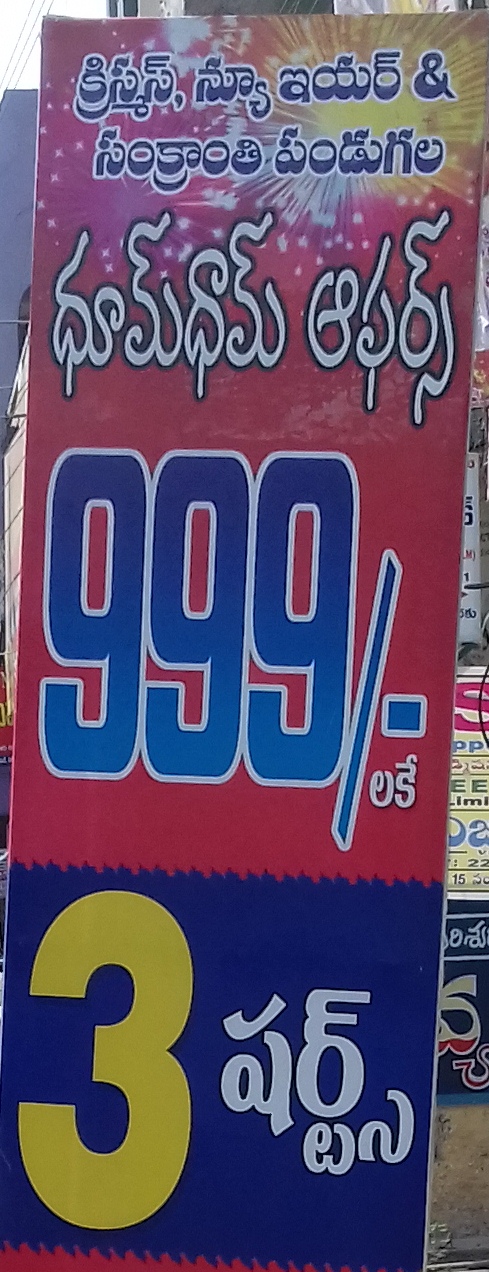 క్రిస్మస్, న్యూ ఇయర్ &
సంక్రాంతి పండుగల
ధూమ్‌ధామ్ ఆఫర్స్
999/-
లకే
3 షర్ట్స్